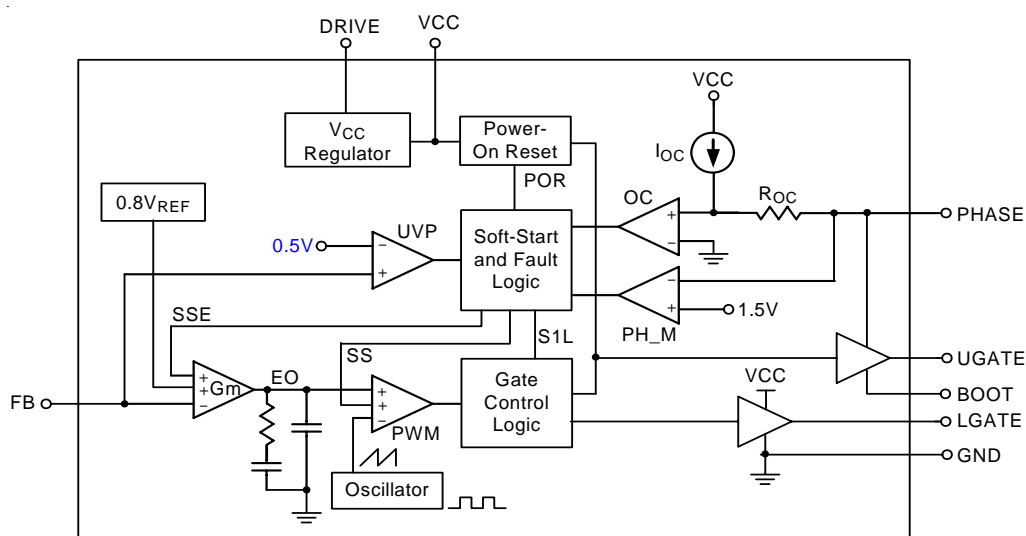 DRIVE
VCC
VCC
VCC
Regulator
Power-
On Reset
IOC
0.8VREF
POR
OC
ROC
+
−
PHASE
0.5V
UVP
−
+
Soft-Start
and Fault
Logic
−
+
1.5V
SSE
PH_M
S1L
SS
UGATE
EO
Gate
Control
Logic
VCC
+
+
−
Gm
BOOT
FB
+
+
−
LGATE
PWM
GND
Oscillator